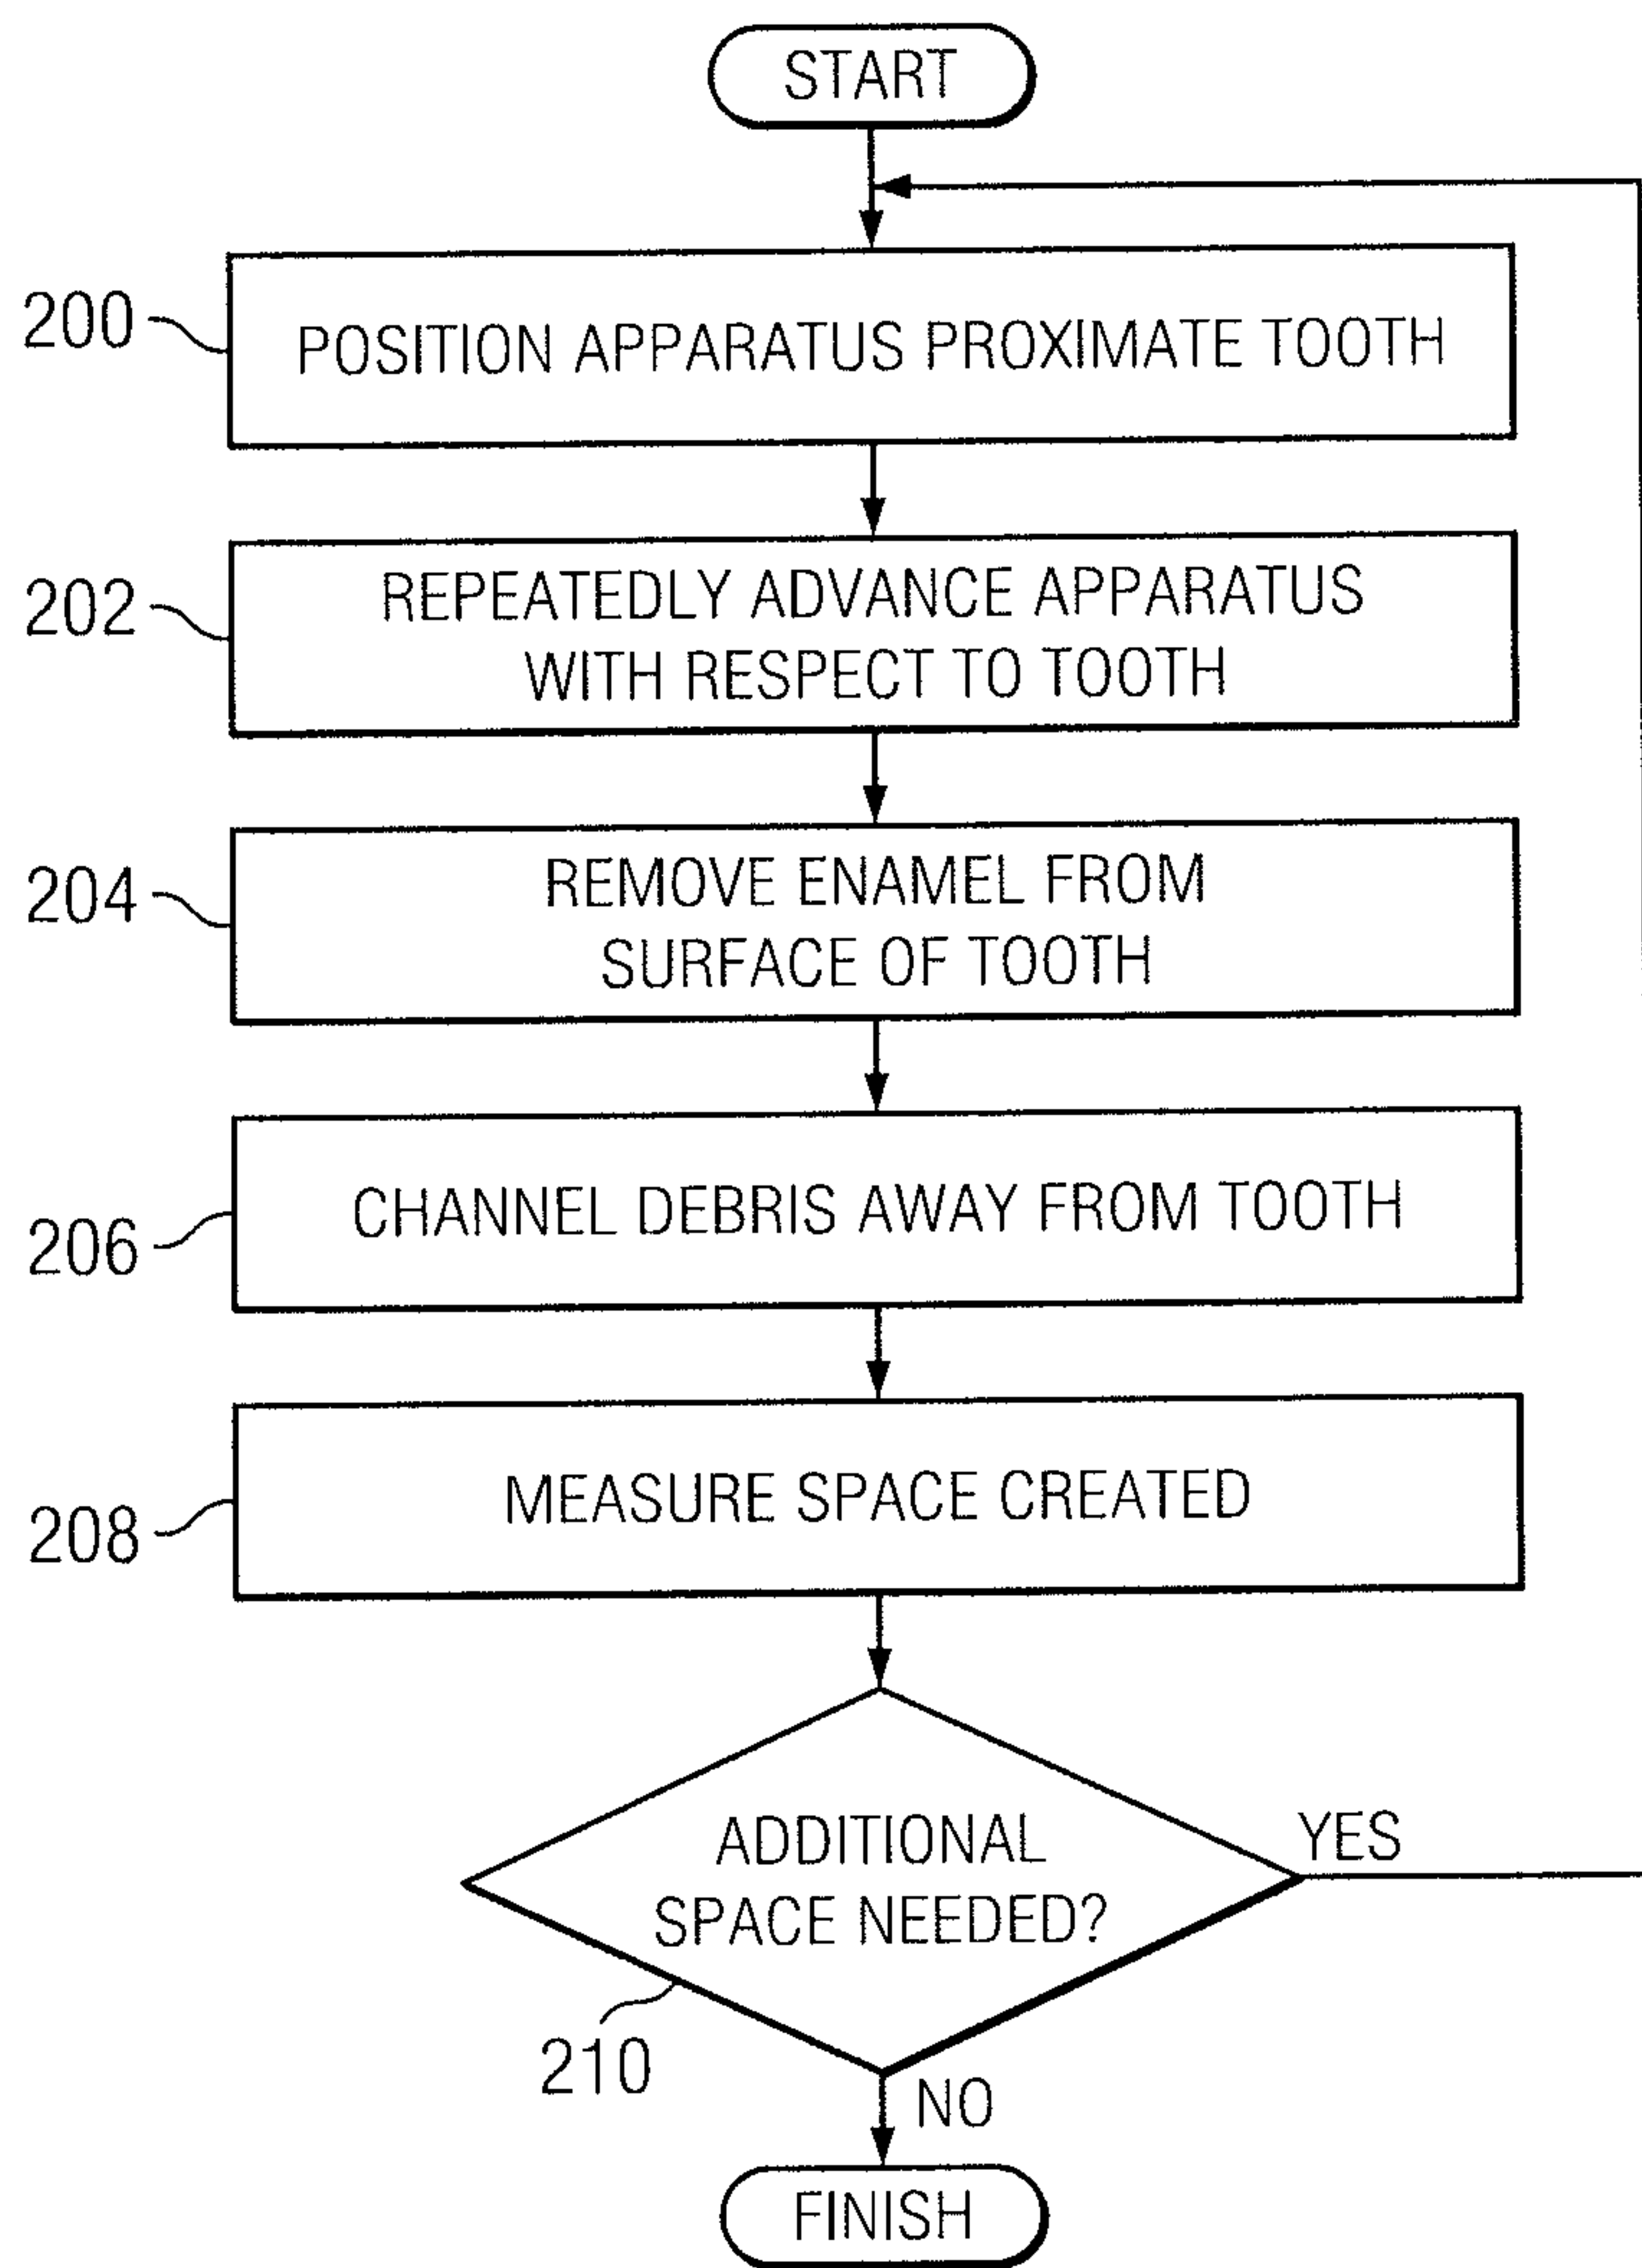 START
200
POSITION APPARATUS PROXIMATE TOOTH
202
REPEATEDLY ADVANCE APPARATUS
WITH RESPECT TO TOOTH
204
REMOVE ENAMEL FROM
SURFACE OF TOOTH
206
CHANNEL DEBRIS AWAY FROM TOOTH
208
MEASURE SPACE CREATED
ADDITIONAL
SPACE NEEDED?
YES
210
NO
FINISH